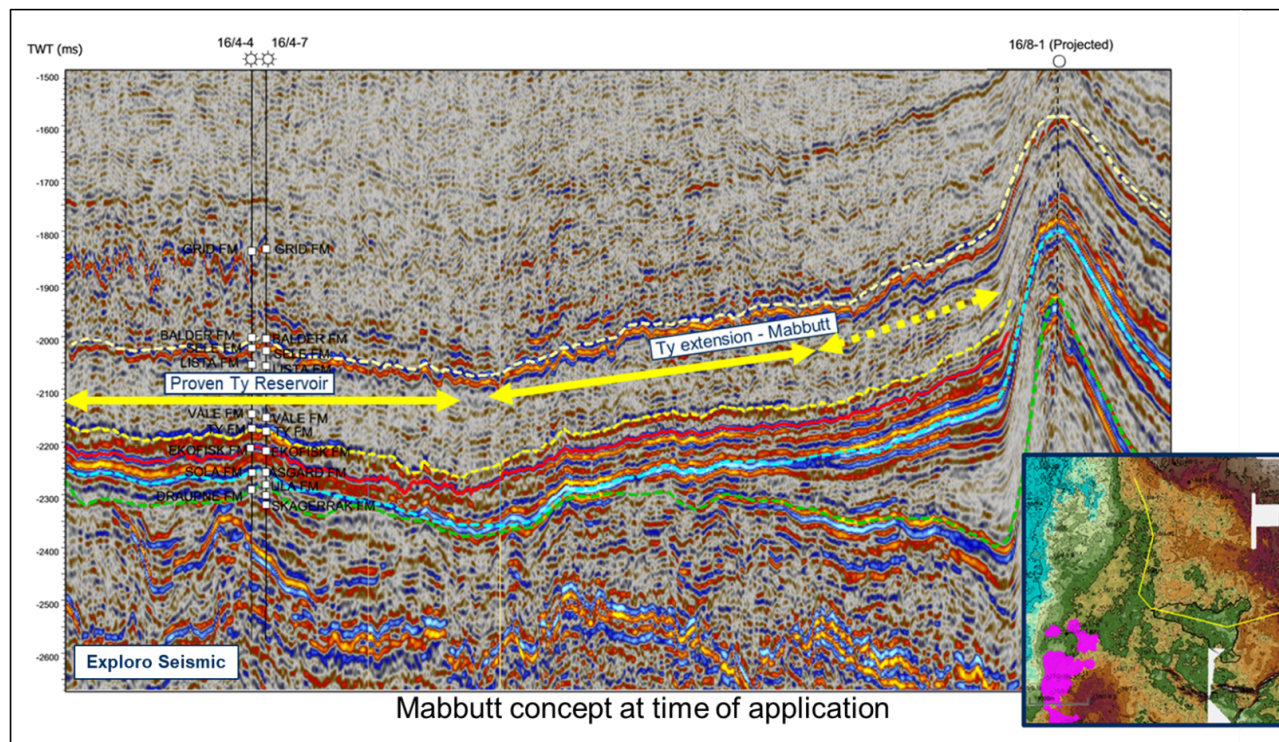 TWT (ms)
16/4-4
16/4-7
16/8-1 (Projected)
-1500
-1600
-1700
-1800
-1900
-2000
-2100
-2200
-2300
-2400
-2500
-2600
GRID FM
GRID FM
BALDER FM
BALDER FM
SELE FM
SELE FM
LISTA FM
LISTA FM
Proven Ty Reservoir
Ty extension - Mabbutt
VÅLE FM
VÅLE FM
TY FM
TY FM
EKOFISK FM
EKOFISK FM
SOLA FM
ÅSGARD FM
ULA FM
DRAUPNE FM
SKAGERRAK FM
Exploro Seismic
Mabbutt concept at time of application